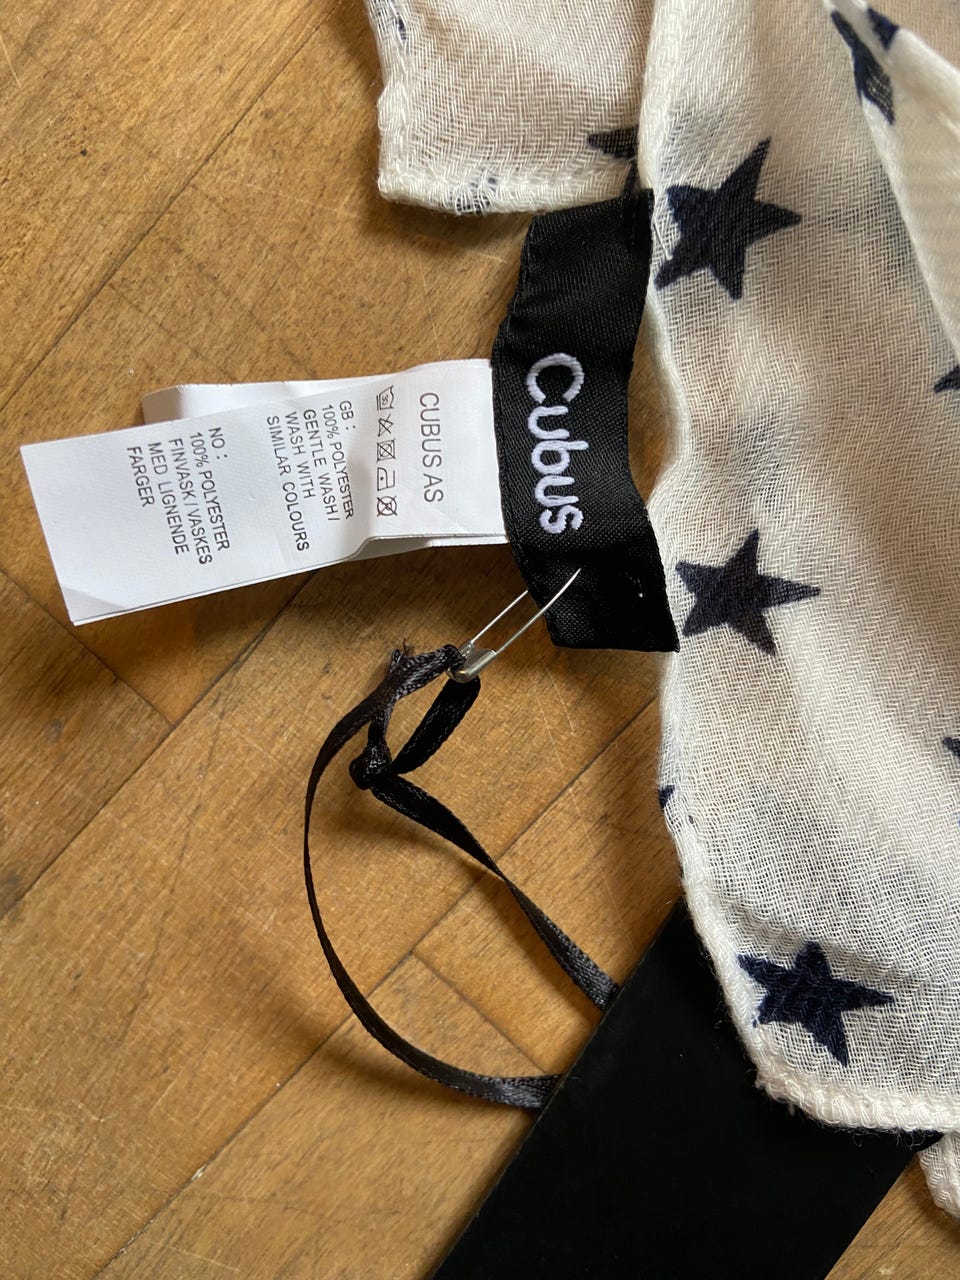 Cubus
CUBUS AS
30
GB :
100% POLYESTER
GENTLE WASH /
WASH WITH
SIMILAR COLOURS
NO :
100% POLYESTER
FINVASK / VASKES
MED LIGNENDE
FARGER